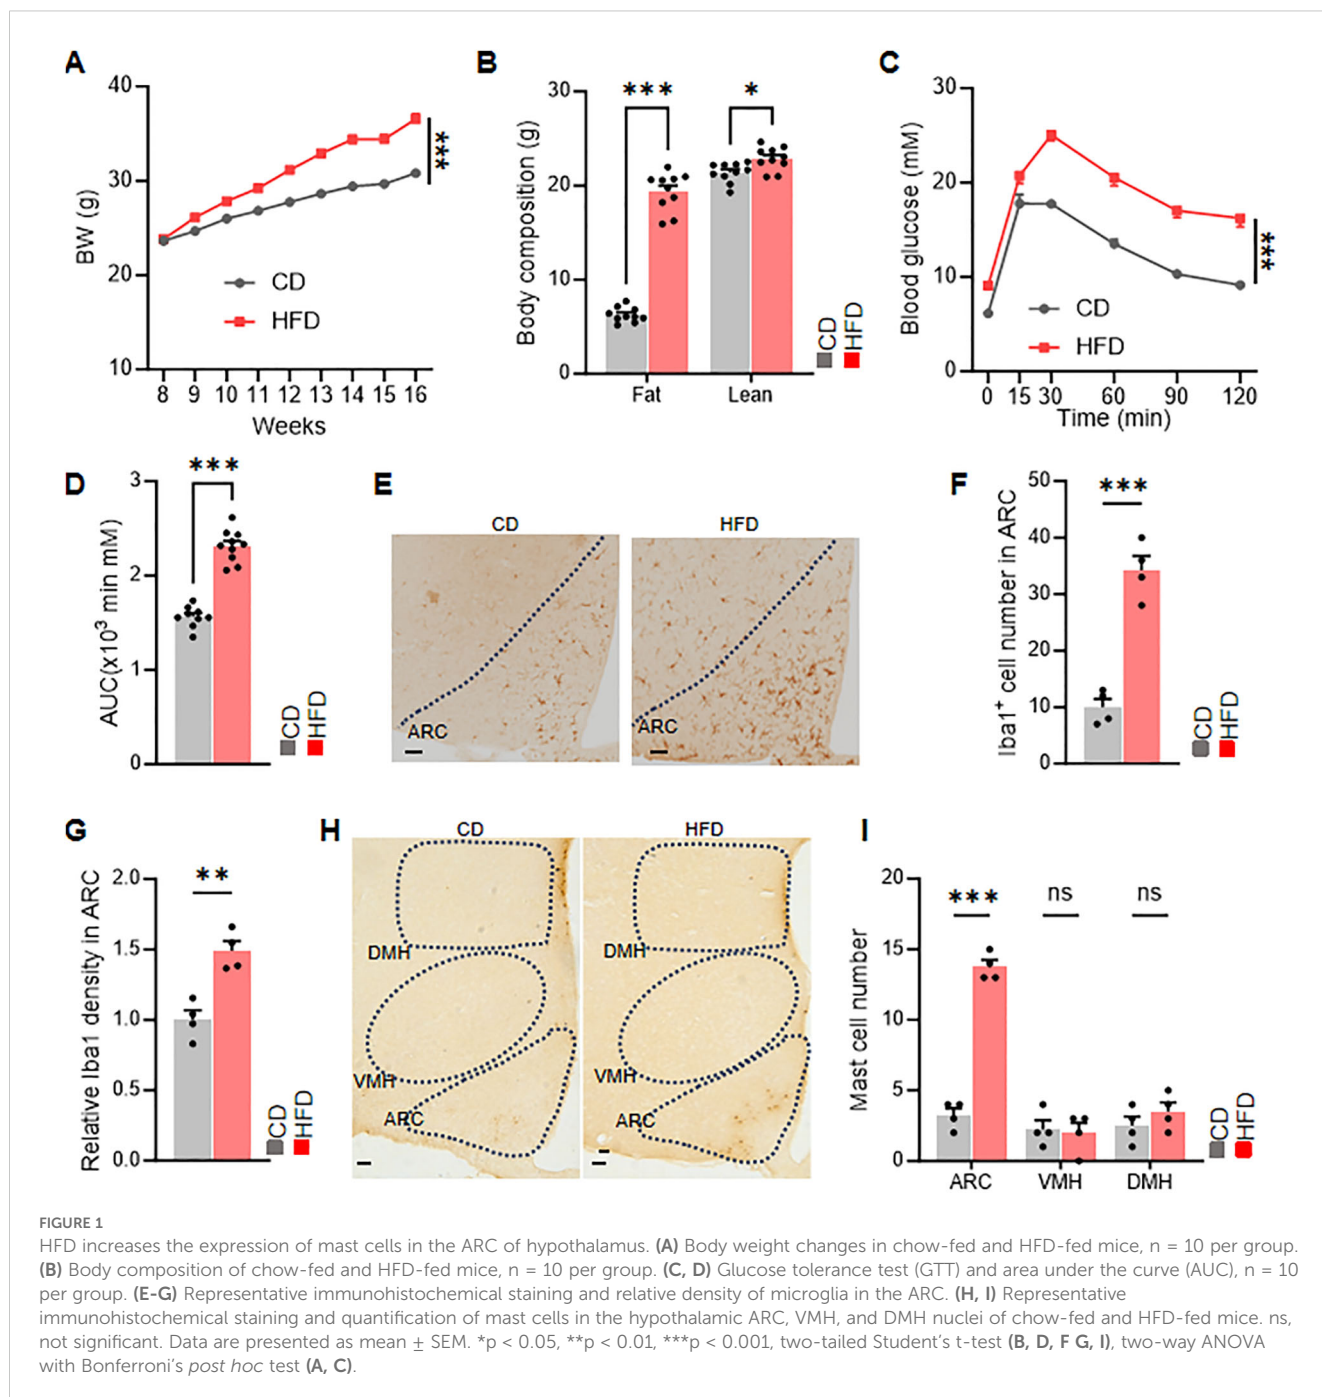 A
40
30
20
10
BW (g)
CD
HFD
***
8 9 10 11 12 13 14 15 16
Weeks
B
30
20
10
0
Body composition (g)
***
*
Fat Lean
CD
HFD
C
30
20
10
0
Blood glucose (mM)
CD
HFD
***
0 15 30 60 90 120
Time (min)
D
3
2
1
0
AUC(x10³ min mM)
***
CD
HFD
E
CD
HFD
ARC
ARC
F
50
40
30
20
10
0
Iba1⁺ cell number in ARC
***
CD
HFD
G
2.0
1.5
1.0
0.5
0.0
Relative Iba1 density in ARC
**
CD
HFD
H
CD
HFD
DMH
VMH
ARC
DMH
VMH
ARC
I
20
15
10
5
0
Mast cell number
***
ns
ns
ARC VMH DMH
CD
HFD
FIGURE 1
HFD increases the expression of mast cells in the ARC of hypothalamus. (A) Body weight changes in chow-fed and HFD-fed mice, n = 10 per group.
(B) Body composition of chow-fed and HFD-fed mice, n = 10 per group. (C, D) Glucose tolerance test (GTT) and area under the curve (AUC), n = 10
per group. (E-G) Representative immunohistochemical staining and relative density of microglia in the ARC. (H, I) Representative
immunohistochemical staining and quantification of mast cells in the hypothalamic ARC, VMH, and DMH nuclei of chow-fed and HFD-fed mice. ns,
not significant. Data are presented as mean ± SEM. *p < 0.05, **p < 0.01, ***p < 0.001, two-tailed Student's t-test (B, D, F G, I), two-way ANOVA
with Bonferroni's post hoc test (A, C).